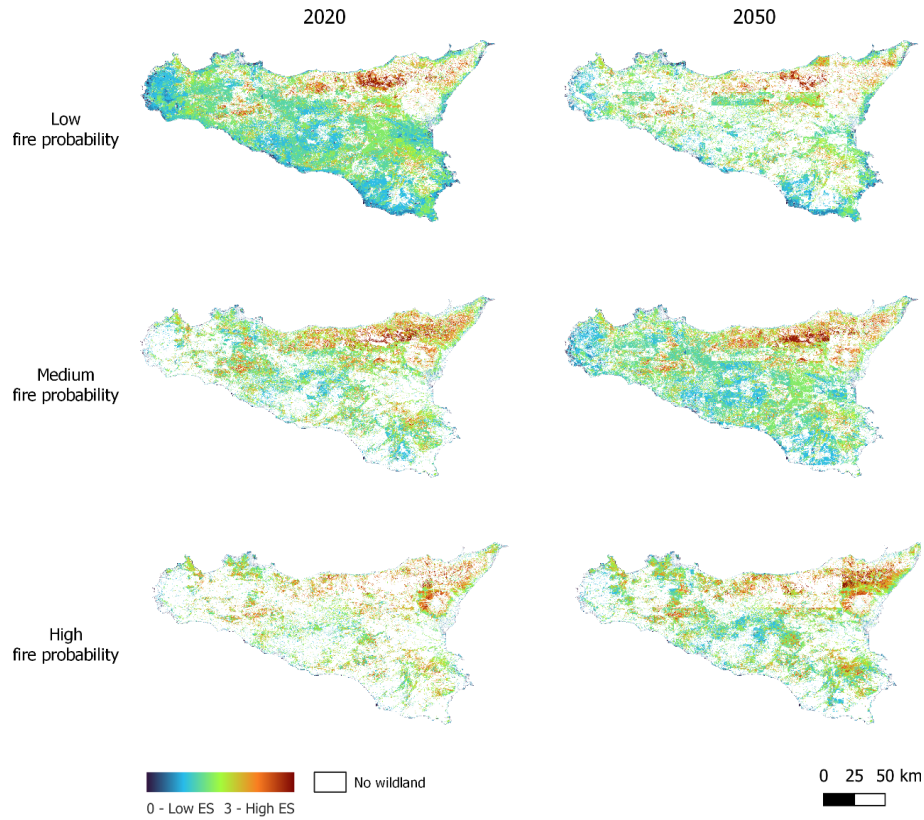 2020 2050
Low
fire probability
Medium
fire probability
High
fire probability
0 - Low ES 3 - High ES
No wildland
0 25 50 km